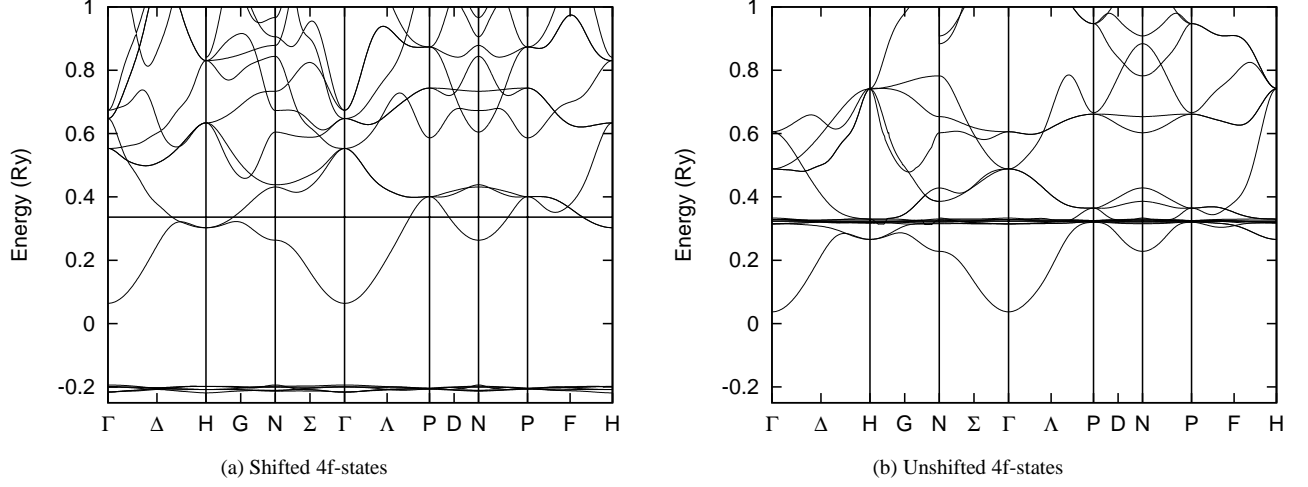 1
0.8
0.6
0.4
0.2
0
-0.2
Energy (Ry)
Γ Δ H G N Σ Γ Λ P D N P F H
(a) Shifted 4f-states
1
0.8
0.6
0.4
0.2
0
-0.2
Energy (Ry)
Γ Δ H G N Σ Γ Λ P D N P F H
(b) Unshifted 4f-states